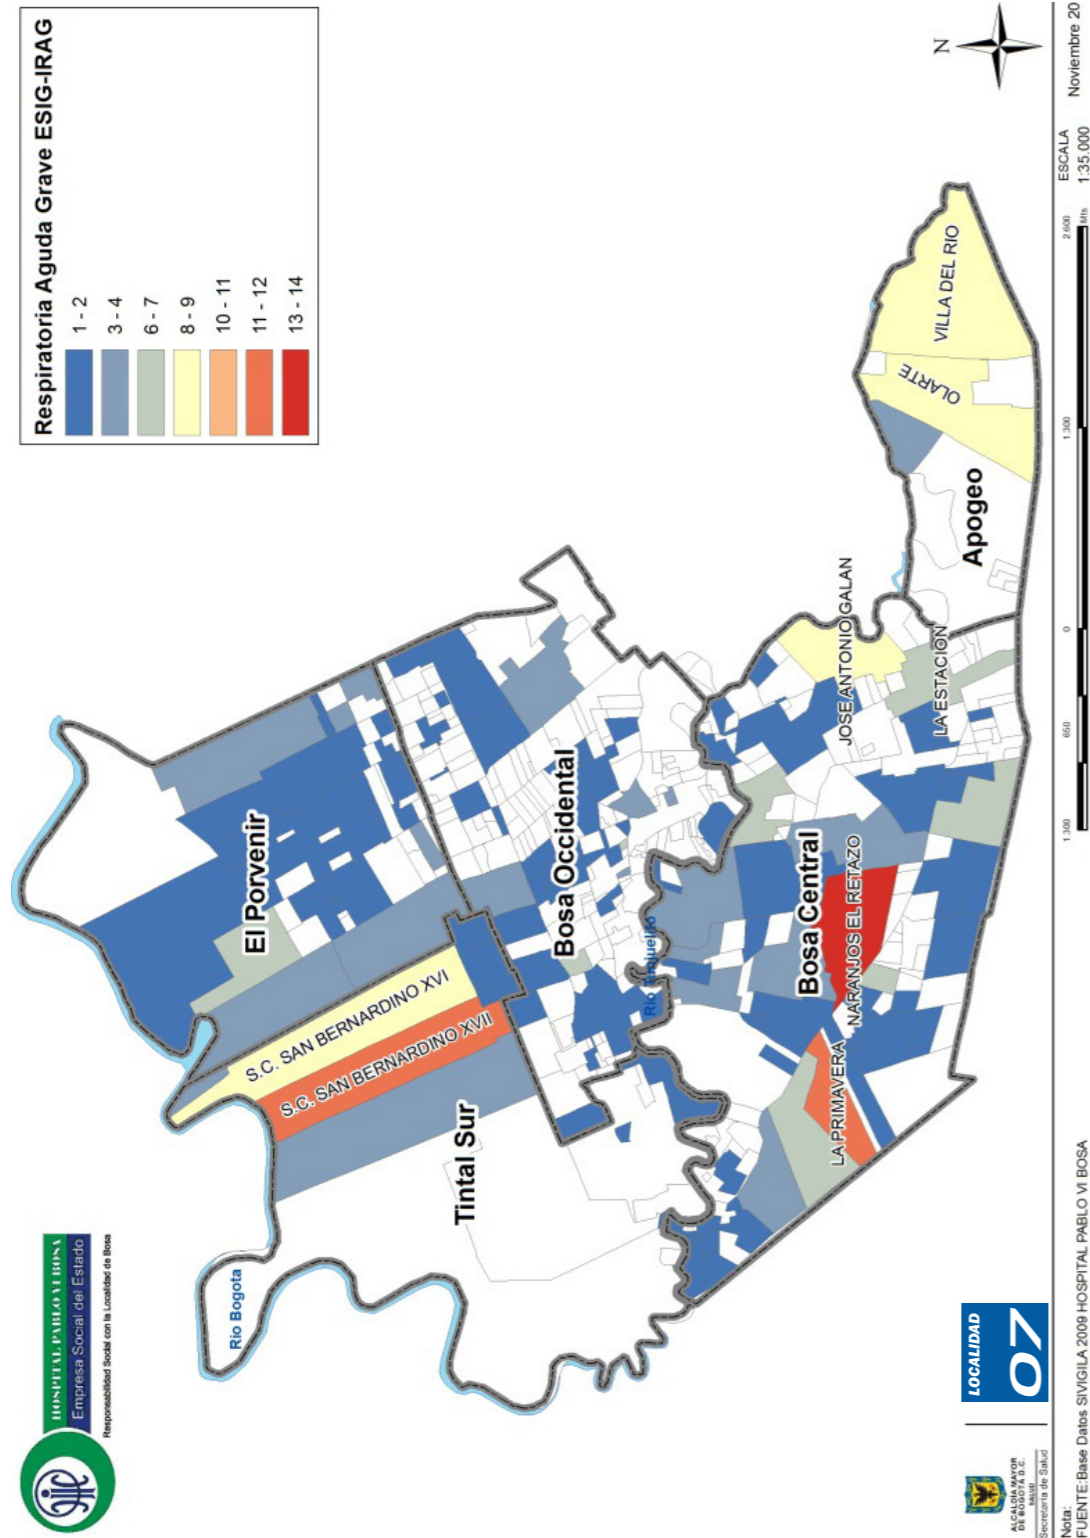 HOSPITAL PABLO VI BOSA
Empresa Social del Estado
Responsabilidad Social con la Localidad de Bosa
Respiratoria Aguda Grave ESIG-IRAG
1 - 2
3 - 4
6 - 7
8 - 9
10 - 11
11 - 12
13 - 14
N
Rio Bogota
El Porvenir
S.C. SAN BERNARDINO XVI
S.C. SAN BERNARDINO XVII
Tintal Sur
Bosa Occidental
Bosa Central
NARANJOS EL RETAZO
LA PRIMAVERA
JOSE ANTONIO GALAN
LA ESTACION
Apogeo
OLARTE
VILLA DEL RIO
ALCALDÍA MAYOR
DE BOGOTÁ D.C.
SALUD
Secretaría de Salud
LOCALIDAD
07
1.300
650
0
1.300
2.600
Mts
ESCALA
1:35.000
Noviembre 20
Nota:
FUENTE:Base Datos SIVIGILA 2009 HOSPITAL PABLO VI BOSA